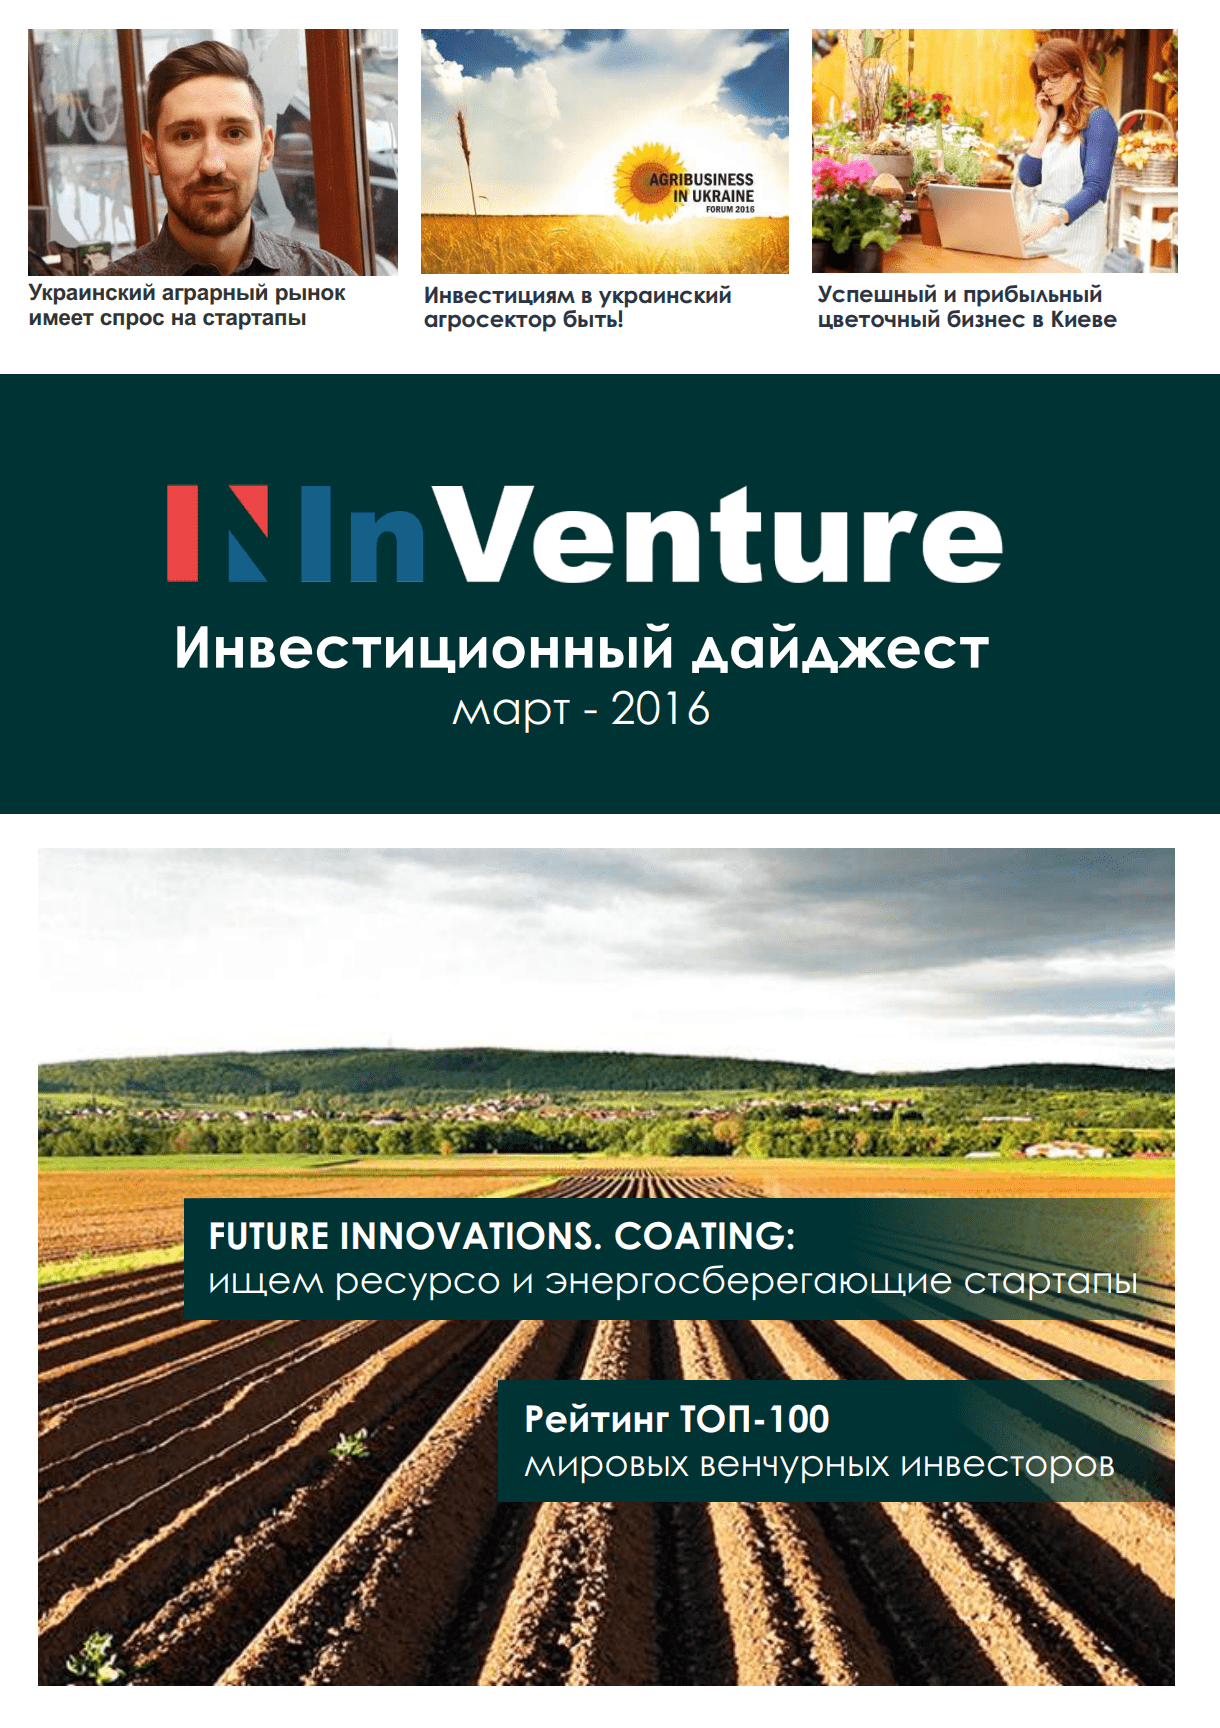 Украинский аграрный рынок
имеет спрос на стартапы
AGRIBUSINESS
IN UKRAINE
FORUM 2016
Инвестициям в украинский
агросектор быть!
Успешный и прибыльный
цветочный бизнес в Киеве
InVenture
Инвестиционный дайджест
март - 2016
FUTURE INNOVATIONS. COATING:
ищем ресурсо и энергосберегающие стартапы
Рейтинг ТОП-100
мировых венчурных инвесторов